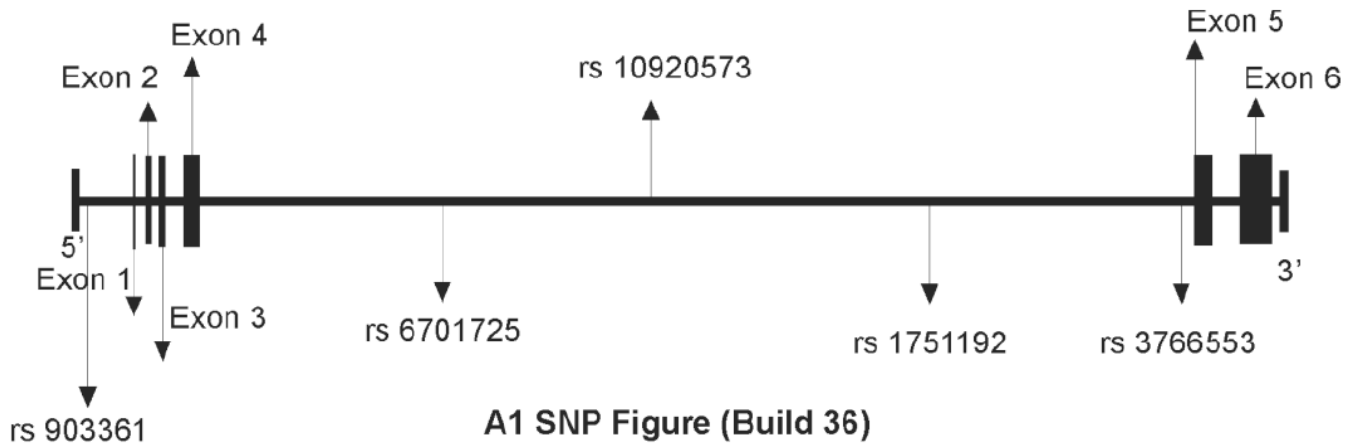 Exon 4
Exon 5
Exon 2
rs 10920573
Exon 6
5’
3’
Exon 1
Exon 3
rs 6701725
rs 1751192
rs 3766553
rs 903361
A1 SNP Figure (Build 36)